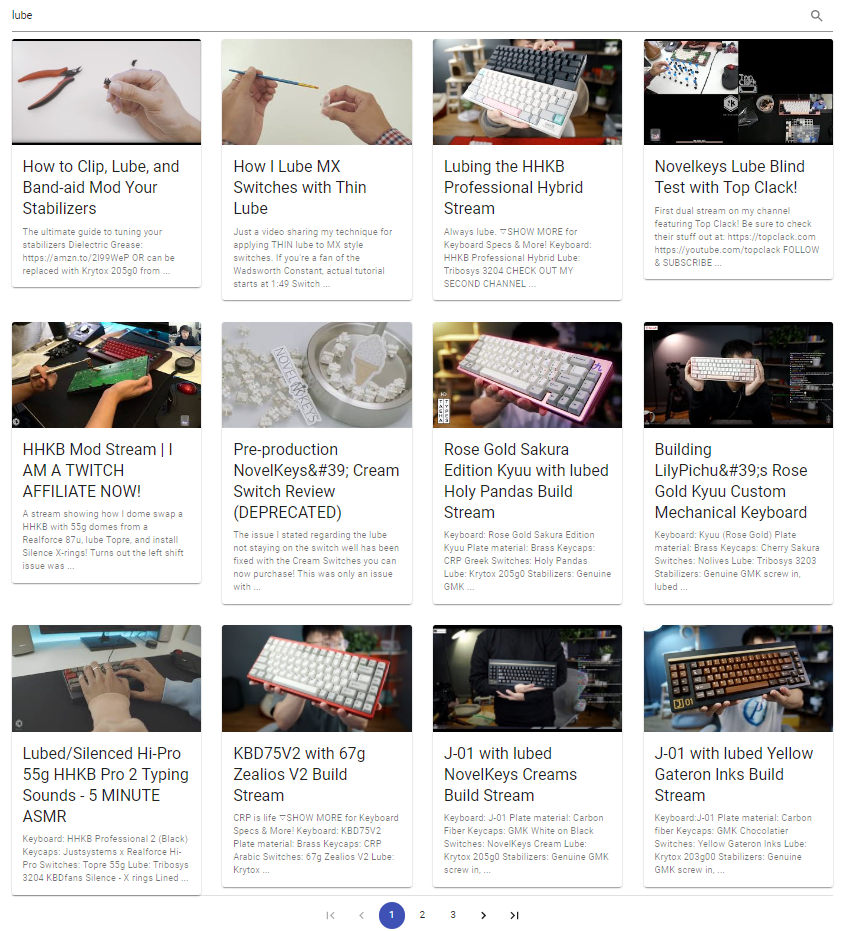 lube
How to Clip, Lube, and
Band-aid Mod Your
Stabilizers
The ultimate guide to tuning your
stabilizers Dielectric Grease:
https://amzn.to/2I99WeP OR can be
replaced with Krytox 205g0 from ...
How I Lube MX
Switches with Thin
Lube
Just a video sharing my technique for
applying THIN lube to MX style
switches. If you're a fan of the
Wadsworth Constant, actual tutorial
starts at 1:49 Switch ...
Lubing the HHKB
Professional Hybrid
Stream
Always lube. ▽SHOW MORE for
Keyboard Specs & More! Keyboard:
HHKB Professional Hybrid Lube:
Tribosys 3204 CHECK OUT MY
SECOND CHANNEL ...
Novelkeys Lube Blind
Test with Top Clack!
First dual stream on my channel
featuring Top Clack! Be sure to check
their stuff out at: https://topclack.com
https://youtube.com/topclack FOLLOW
& SUBSCRIBE ...
HHKB Mod Stream | I
AM A TWITCH
AFFILIATE NOW!
A stream showing how I dome swap a
HHKB with 55g domes from a
Realforce 87u, lube Topre, and install
Silence X-rings! Turns out the left shift
issue was ...
NOVELKEYS
Pre-production
NovelKeys&#39; Cream
Switch Review
(DEPRECATED)
The issue I stated regarding the lube
not staying on the switch well has been
fixed with the Cream Switches you can
now purchase! This was only an issue
with ...
Rose Gold Sakura
Edition Kyuu with lubed
Holy Pandas Build
Stream
Keyboard: Rose Gold Sakura Edition
Kyuu Plate material: Brass Keycaps:
CRP Greek Switches: Holy Pandas
Lube: Krytox 205g0 Stabilizers: Genuine
GMK ...
Building
LilyPichu&#39;s Rose
Gold Kyuu Custom
Mechanical Keyboard
Keyboard: Kyuu (Rose Gold) Plate
material: Brass Keycaps: Cherry Sakura
Switches: Nolives Lube: Tribosys 3203
Stabilizers: Genuine GMK screw in,
lubed ...
Lubed/Silenced Hi-Pro
55g HHKB Pro 2 Typing
Sounds - 5 MINUTE
ASMR
Keyboard: HHKB Professional 2 (Black)
Keycaps: Justsystems x Realforce Hi-
Pro Switches: Topre 55g Lube: Tribosys
3204 KBDfans Silence - X rings Lined ...
KBD75V2 with 67g
Zealios V2 Build
Stream
CRP is life ▽SHOW MORE for Keyboard
Specs & More! Keyboard: KBD75V2
Plate material: Brass Keycaps: CRP
Arabic Switches: 67g Zealios V2 Lube:
Krytox ...
J-01 with lubed
NovelKeys Creams
Build Stream
Keyboard: J-01 Plate material: Carbon
Fiber Keycaps: GMK White on Black
Switches: NovelKeys Cream Lube:
Krytox 205g0 Stabilizers: Genuine GMK
screw in, ...
J-01
J-01 with lubed Yellow
Gateron Inks Build
Stream
Keyboard:J-01 Plate material: Carbon
fiber Keycaps: GMK Chocolatier
Switches: Yellow Gateron Inks Lube:
Krytox 203g00 Stabilizers: Genuine
GMK screw in, ...
1 2 3